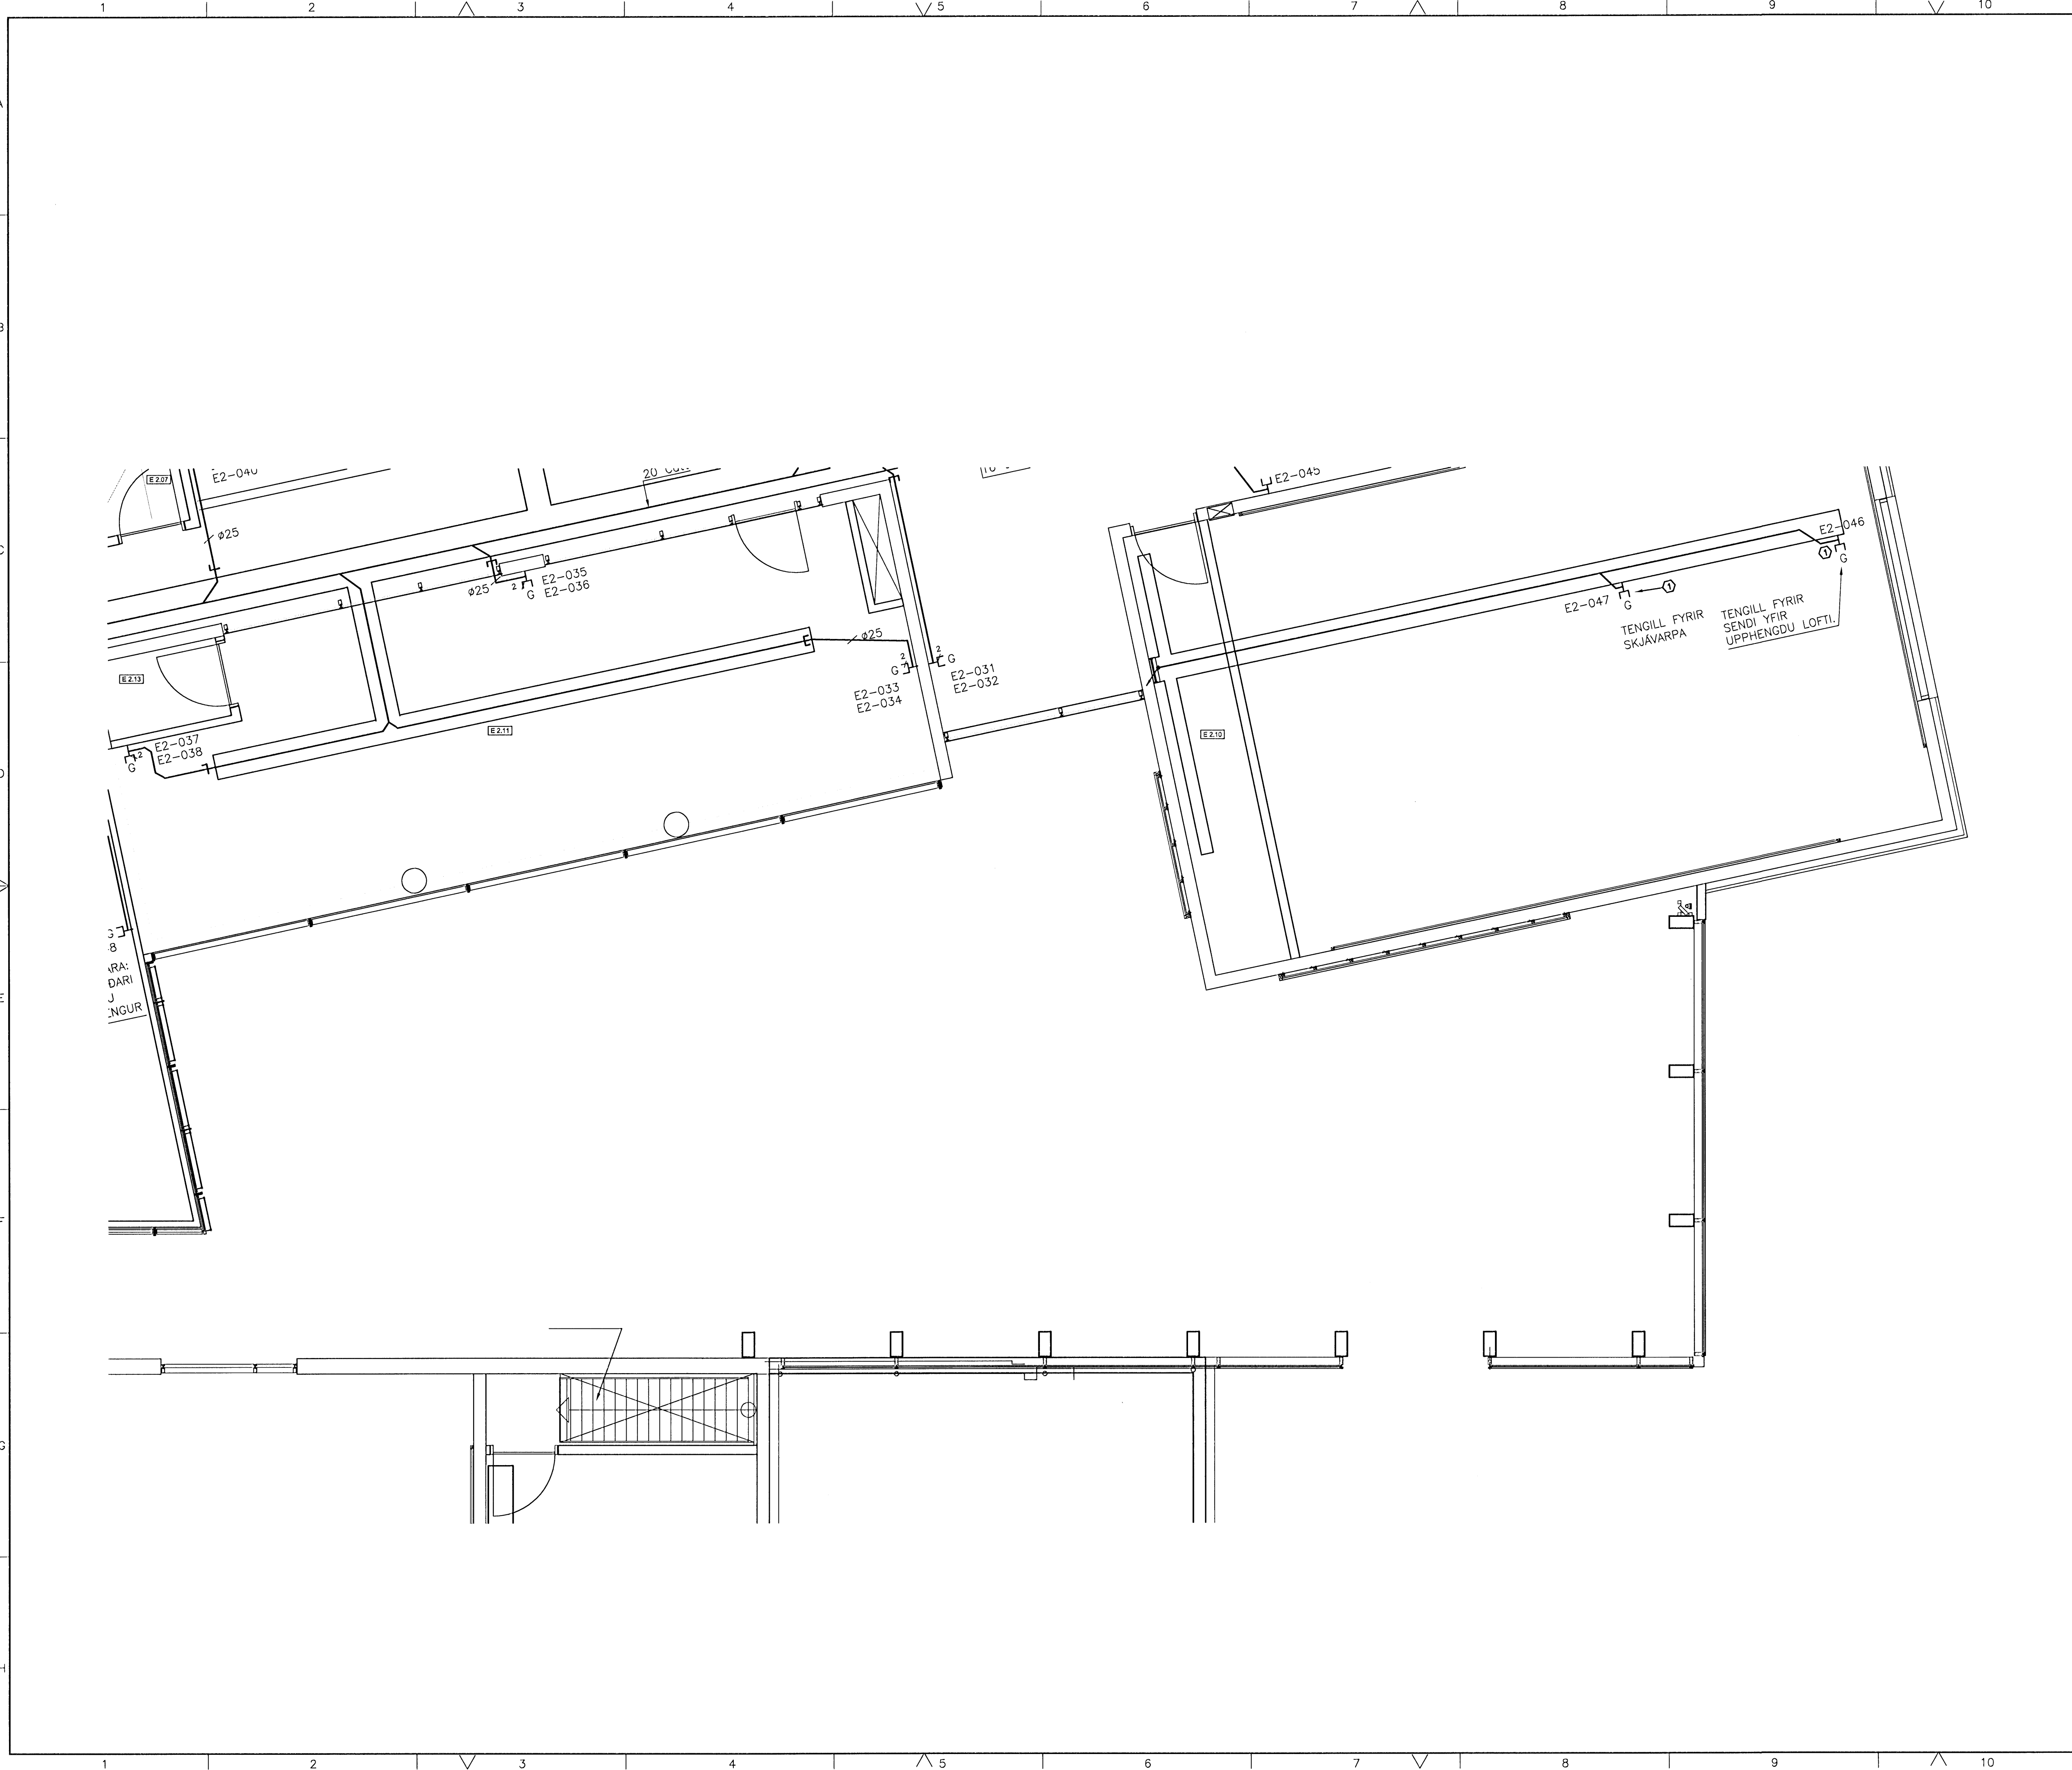 1 2 3 4 5 6 7 8 9 10
E 2.07
E2-040
20
E2-045
ø25
E2-046
1
G
ø25
2
G
E2-035
E2-036
1
E2-047
G
TENGILL FYRIR
SKJÁVARPA
TENGILL FYRIR
SENDI YFIR
UPPHENGDU LOFTI.
ø25
2
G
2
G
E2-031
E2-032
E2-033
E2-034
E 2.13
E 2.11
E 2.10
2
G
E2-037
E2-038
G
C
E
G
1 2 3 4 5 6 7 8 9 10